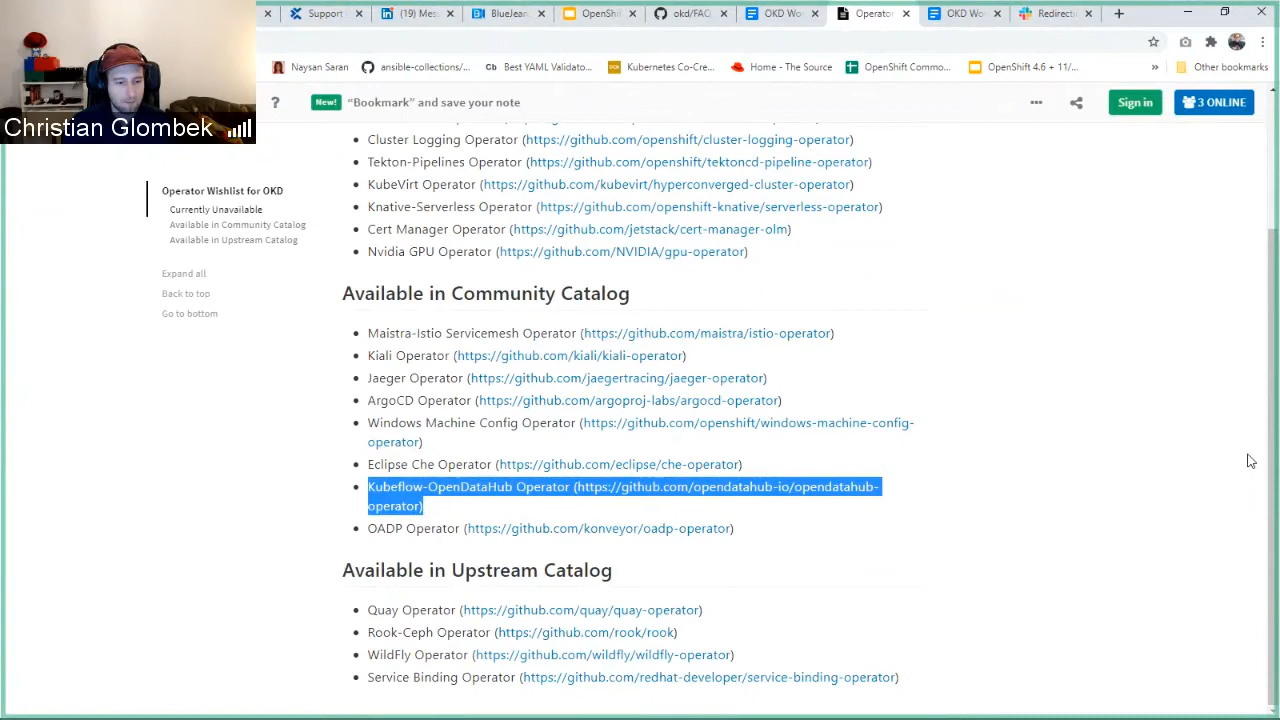 Support
(19) Mes
BlueJean
OpenShif
okd/FAQ
OKD Wo
Operator
OKD Wo
Redirecti
Naysan Saran
ansible-collections/...
Cb Best YAML Validato...
Kubernetes Co-Cre...
Home - The Source
OpenShift Commo...
OpenShift 4.6 + 11/...
»
Other bookmarks
Christian Glombek
? New! “Bookmark” and save your note
Sign in
3 ONLINE
Operator Wishlist for OKD
Currently Unavailable
Available in Community Catalog
Available in Upstream Catalog
Expand all
Back to top
Go to bottom
Cluster Logging Operator (https://github.com/openshift/cluster-logging-operator)
Tekton-Pipelines Operator (https://github.com/openshift/tektoncd-pipeline-operator)
KubeVirt Operator (https://github.com/kubevirt/hyperconverged-cluster-operator)
Knative-Serverless Operator (https://github.com/openshift-knative/serverless-operator)
Cert Manager Operator (https://github.com/jetstack/cert-manager-olm)
Nvidia GPU Operator (https://github.com/NVIDIA/gpu-operator)
Available in Community Catalog
Maistra-Istio Servicemesh Operator (https://github.com/maistra/istio-operator)
Kiali Operator (https://github.com/kiali/kiali-operator)
Jaeger Operator (https://github.com/jaegertracing/jaeger-operator)
ArgoCD Operator (https://github.com/argoproj-labs/argocd-operator)
Windows Machine Config Operator (https://github.com/openshift/windows-machine-config-
operator)
Eclipse Che Operator (https://github.com/eclipse/che-operator)
Kubeflow-OpenDataHub Operator (https://github.com/opendatahub-io/opendatahub-
operator)
OADP Operator (https://github.com/konveyor/oadp-operator)
Available in Upstream Catalog
Quay Operator (https://github.com/quay/quay-operator)
Rook-Ceph Operator (https://github.com/rook/rook)
WildFly Operator (https://github.com/wildfly/wildfly-operator)
Service Binding Operator (https://github.com/redhat-developer/service-binding-operator)